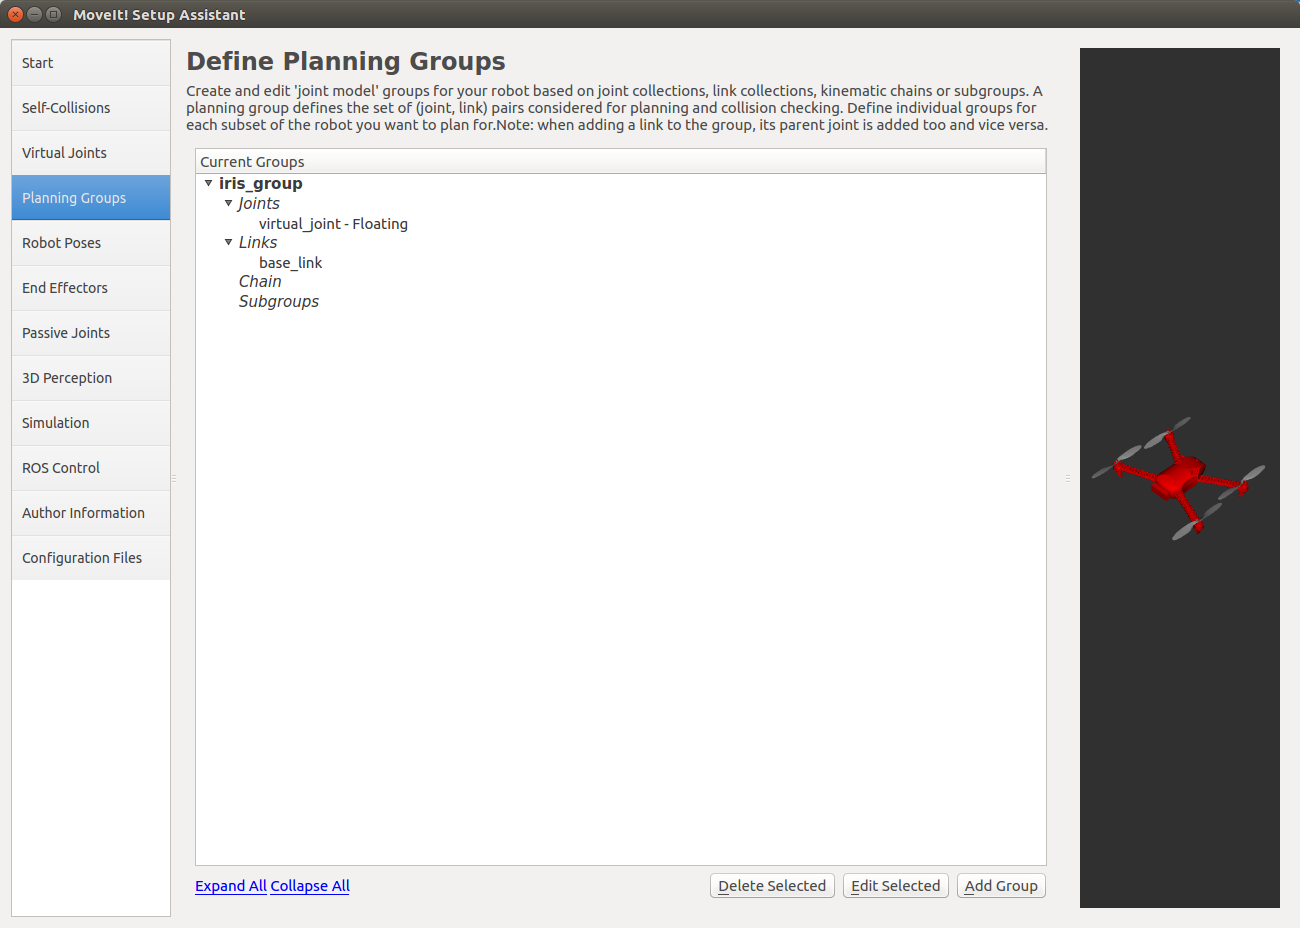 MoveIt! Setup Assistant
Start
Self-Collisions
Virtual Joints
Planning Groups
Robot Poses
End Effectors
Passive Joints
3D Perception
Simulation
ROS Control
Author Information
Configuration Files
Define Planning Groups
Create and edit 'joint model' groups for your robot based on joint collections, link collections, kinematic chains or subgroups. A
planning group defines the set of (joint, link) pairs considered for planning and collision checking. Define individual groups for
each subset of the robot you want to plan for.Note: when adding a link to the group, its parent joint is added too and vice versa.
Current Groups
iris_group
Joints
virtual_joint - Floating
Links
base_link
Chain
Subgroups
Expand All Collapse All
Delete Selected
Edit Selected
Add Group